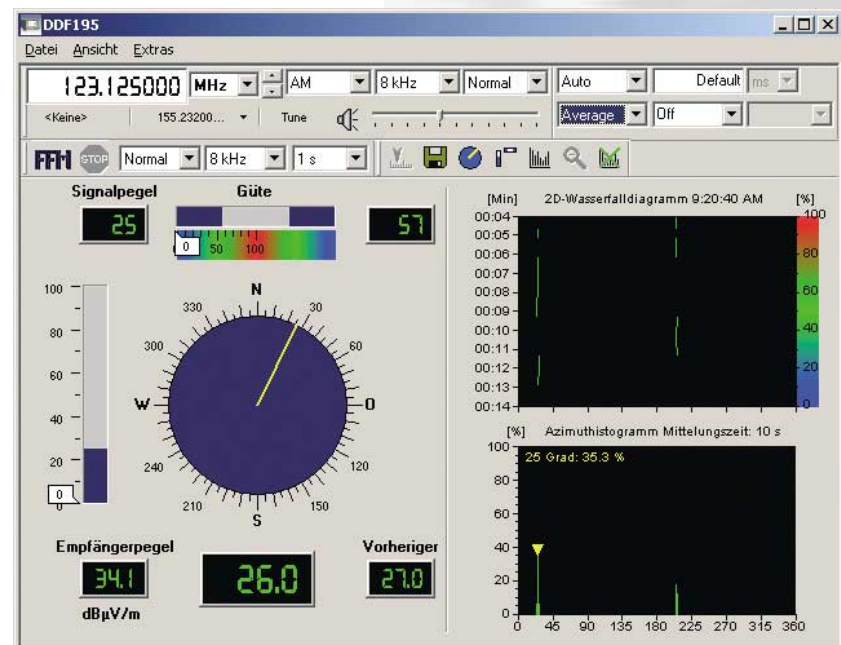 DDF195
Datei Ansicht Extras
123.125000 MHz AM 8 kHz Normal Auto Default ms
<Keine> 155.23200... Tune Average Off
FFM STOP Normal 8 kHz 1 s
Signalpegel Güte
25 57
0 50 100
100
80
60
40
20
0
N
30
60
O
120
150
S
210
240
W
300
330
Empfängerpegel Vorheriger
34.1 26.0 27.0
dBµV/m
[Min] 2D-Wasserfalldiagramm 9:20:40 AM [%]
00:04
00:05
00:06
00:07
00:08
00:09
00:10
00:11
00:12
00:13
00:14
100
80
60
40
20
0
[%] Azimuthistogramm Mittelungszeit: 10 s
25 Grad: 35.3 %
100
80
60
40
20
0
0 45 90 135 180 225 270 315 360